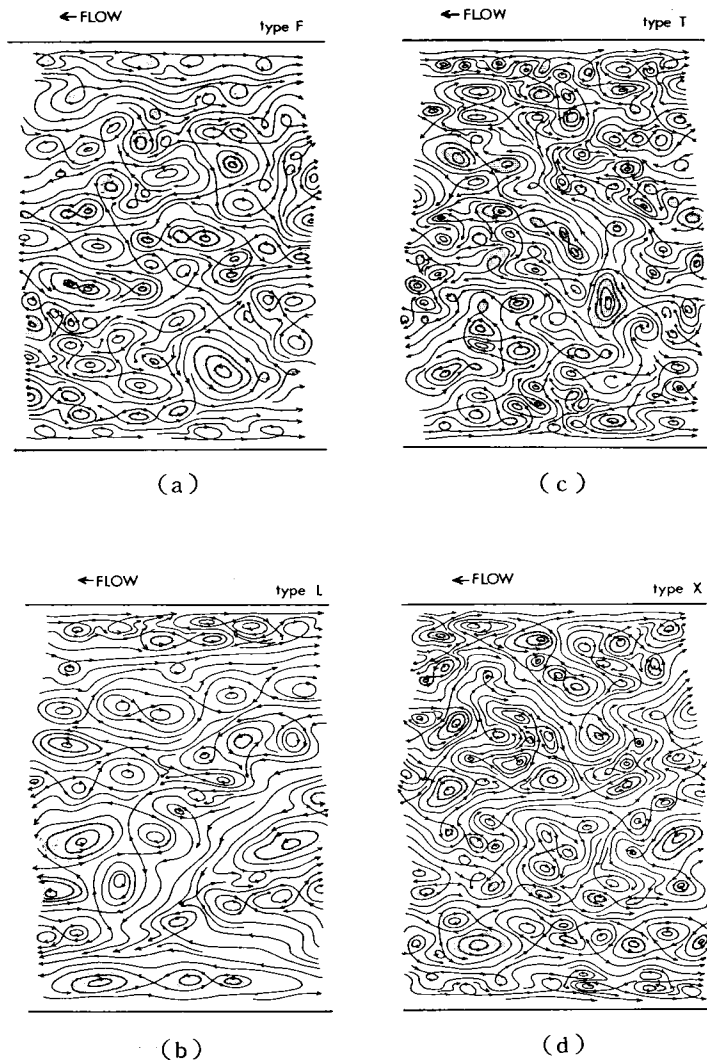 ←FLOW
type F
(a)
←FLOW
type T
(c)
←FLOW
type L
(b)
←FLOW
type X
(d)